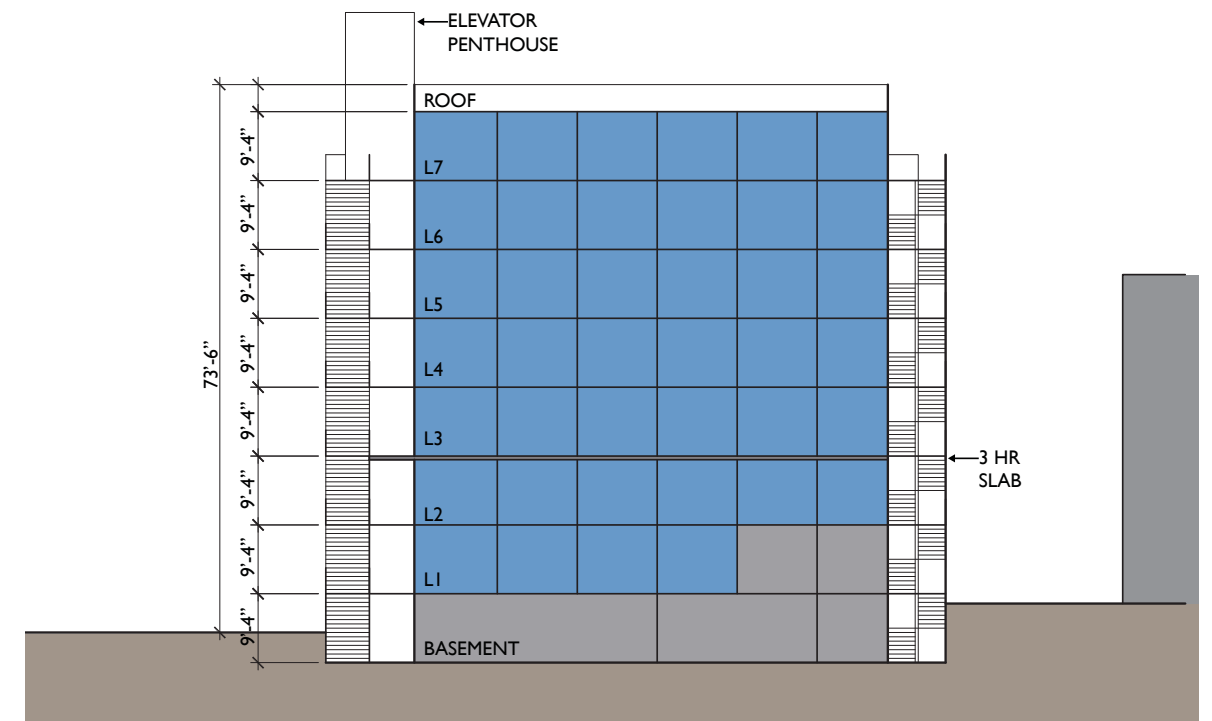 ELEVATOR
PENTHOUSE
ROOF
9'-4”
L7
9'-4”
L6
9'-4”
L5
73'-6”
9'-4”
L4
9'-4”
L3
3 HR
SLAB
9'-4”
L2
9'-4”
L1
9'-4”
BASEMENT